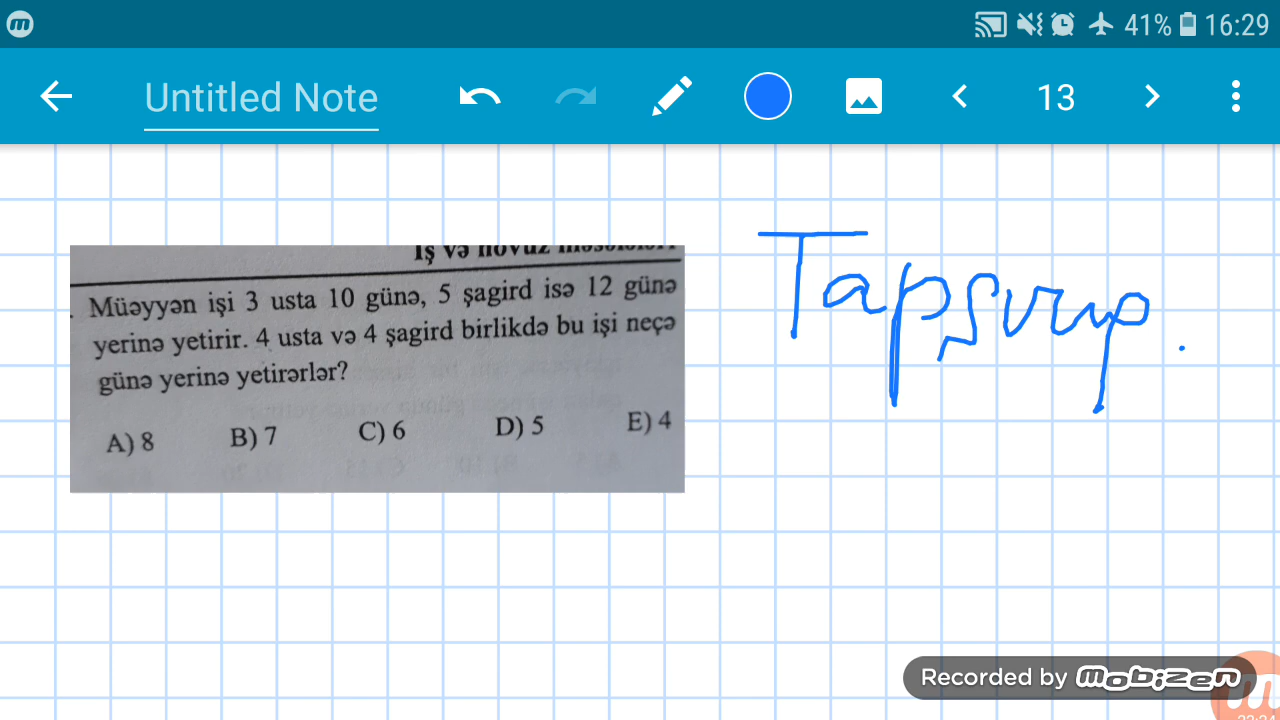 41% 16:29
Untitled Note 13
İş və hovuz məsələləri
Müəyyən işi 3 usta 10 günə, 5 şagird isə 12 günə
yerinə yetirir. 4 usta və 4 şagird birlikdə bu işi neçə
günə yerinə yetirərlər?
A) 8 B) 7 C) 6 D) 5 E) 4
Recorded by MOBIZEN